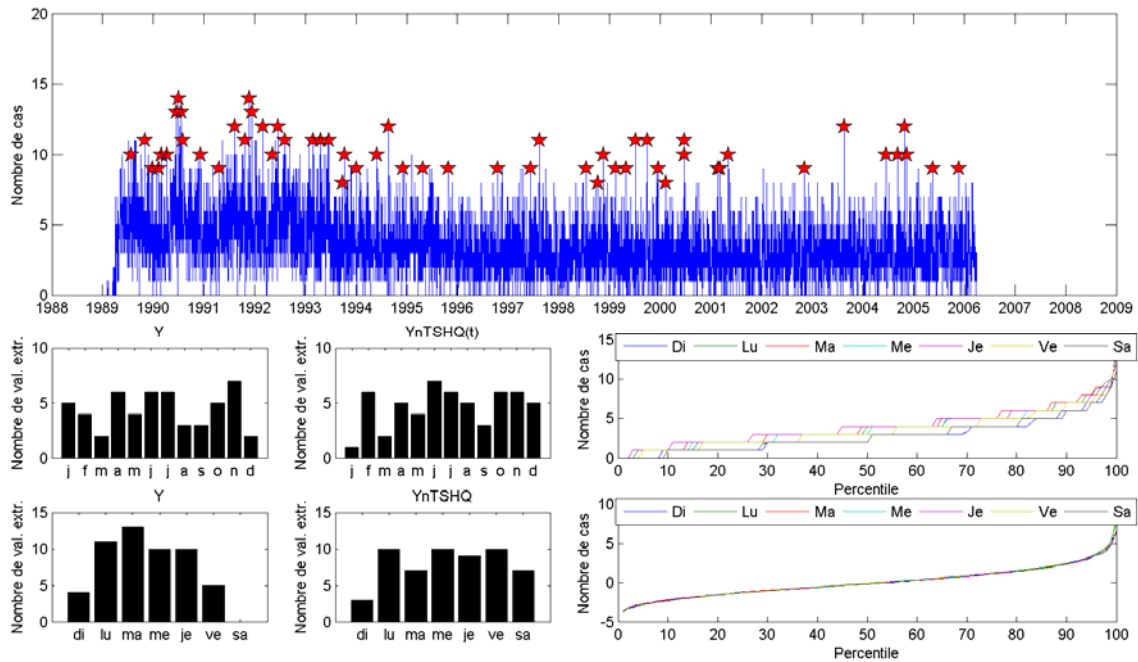 20
15
10
5
0
Nombre de cas
1988 1989 1990 1991 1992 1993 1994 1995 1996 1997 1998 1999 2000 2001 2002 2003 2004 2005 2006 2007 2008 2009
Y
10
5
0
Nombre de val. extr.
j f m a m j j a s o n d
YnTSHQ(t)
10
5
0
Nombre de val. extr.
j f m a m j j a s o n d
Di Lu Ma Me Je Ve Sa
15
10
5
0
Nombre de cas
0 10 20 30 40 50 60 70 80 90 100
Percentile
Y
15
10
5
0
Nombre de val. extr.
di lu ma me je ve sa
YnTSHQ
15
10
5
0
Nombre de val. extr.
di lu ma me je ve sa
Di Lu Ma Me Je Ve Sa
10
5
0
-5
Nombre de cas
0 10 20 30 40 50 60 70 80 90 100
Percentile